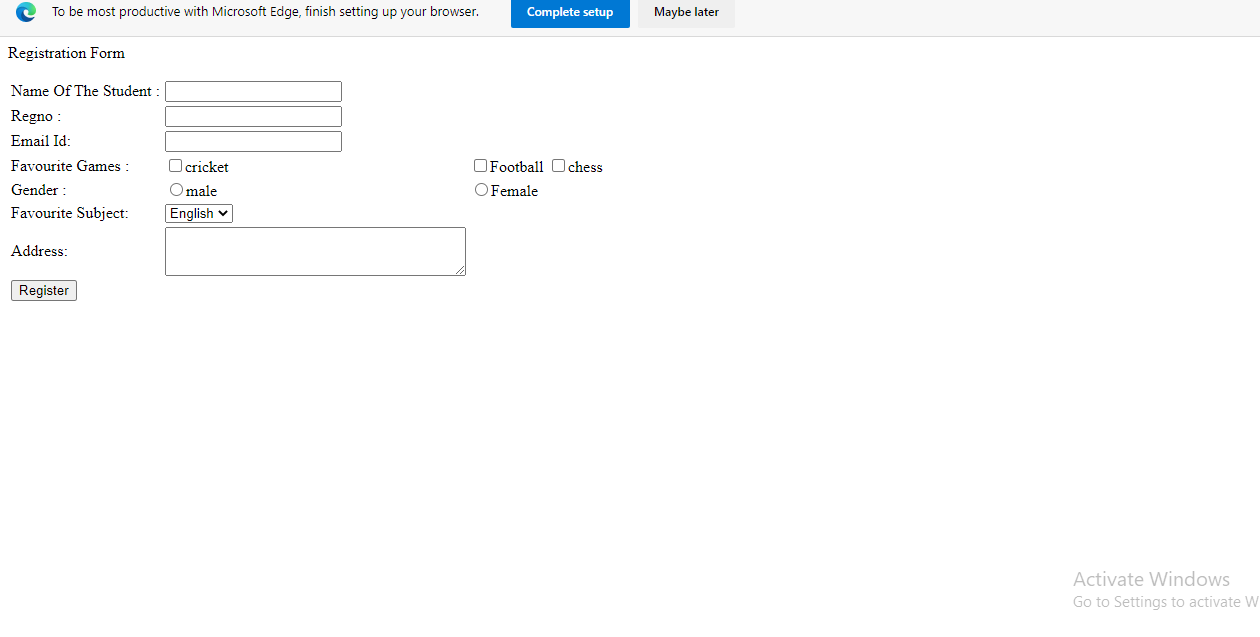 To be most productive with Microsoft Edge, finish setting up your browser. Complete setup Maybe later
Registration Form
Name Of The Student :
Regno :
Email Id:
Favourite Games : cricket Football chess
Gender : male Female
Favourite Subject: English
Address:
Register
Activate Windows
Go to Settings to activate W